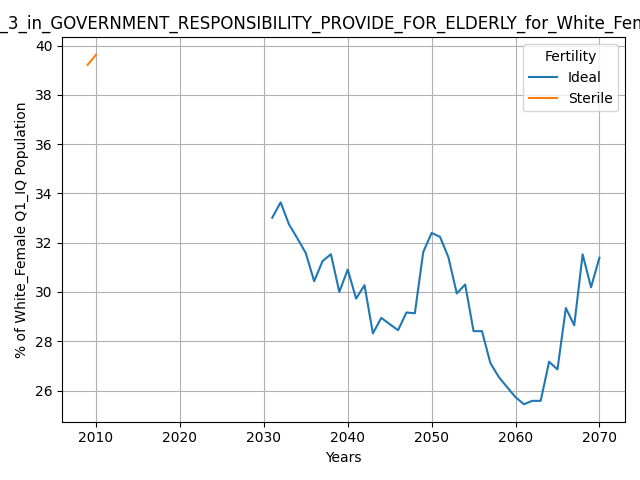 _3_in_GOVERNMENT_RESPONSIBILITY_PROVIDE_FOR_ELDERLY_for_White_Fem
Fertility
Ideal
Sterile
% of White_Female Q1_IQ Population
40
38
36
34
32
30
28
26
2010
2020
2030
2040
2050
2060
2070
Years